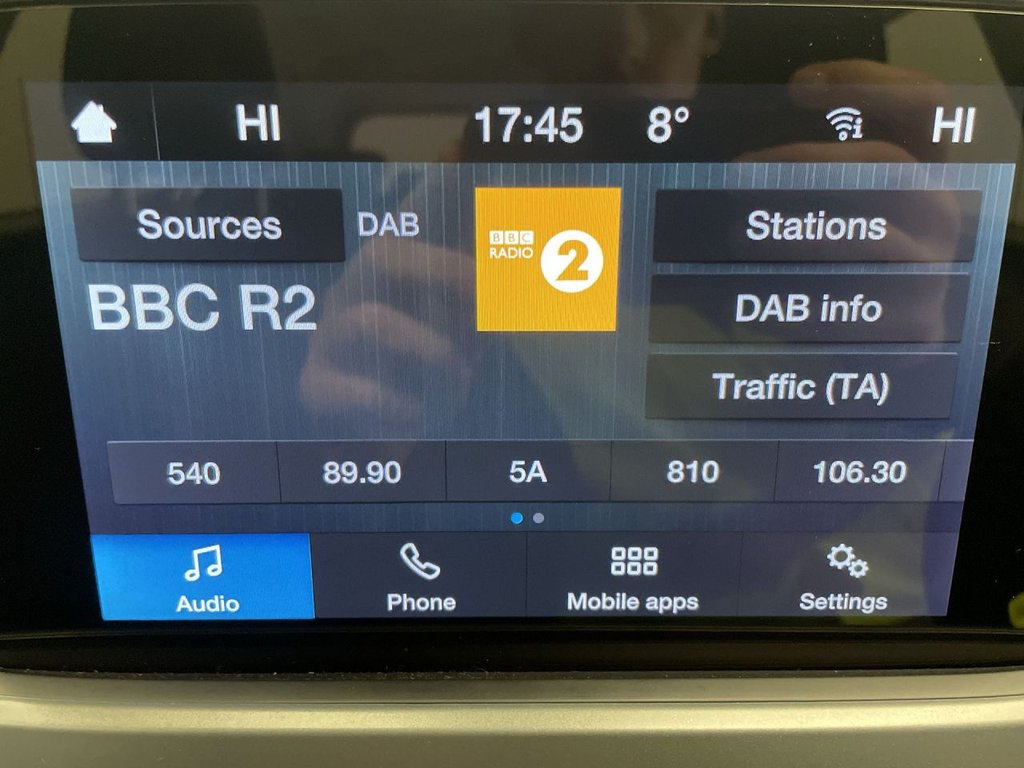 HI 17:45 8° HI
Sources DAB
BBC
RADIO 2
Stations
BBC R2
DAB info
Traffic (TA)
540 89.90 5A 810 106.30
Audio Phone Mobile apps Settings